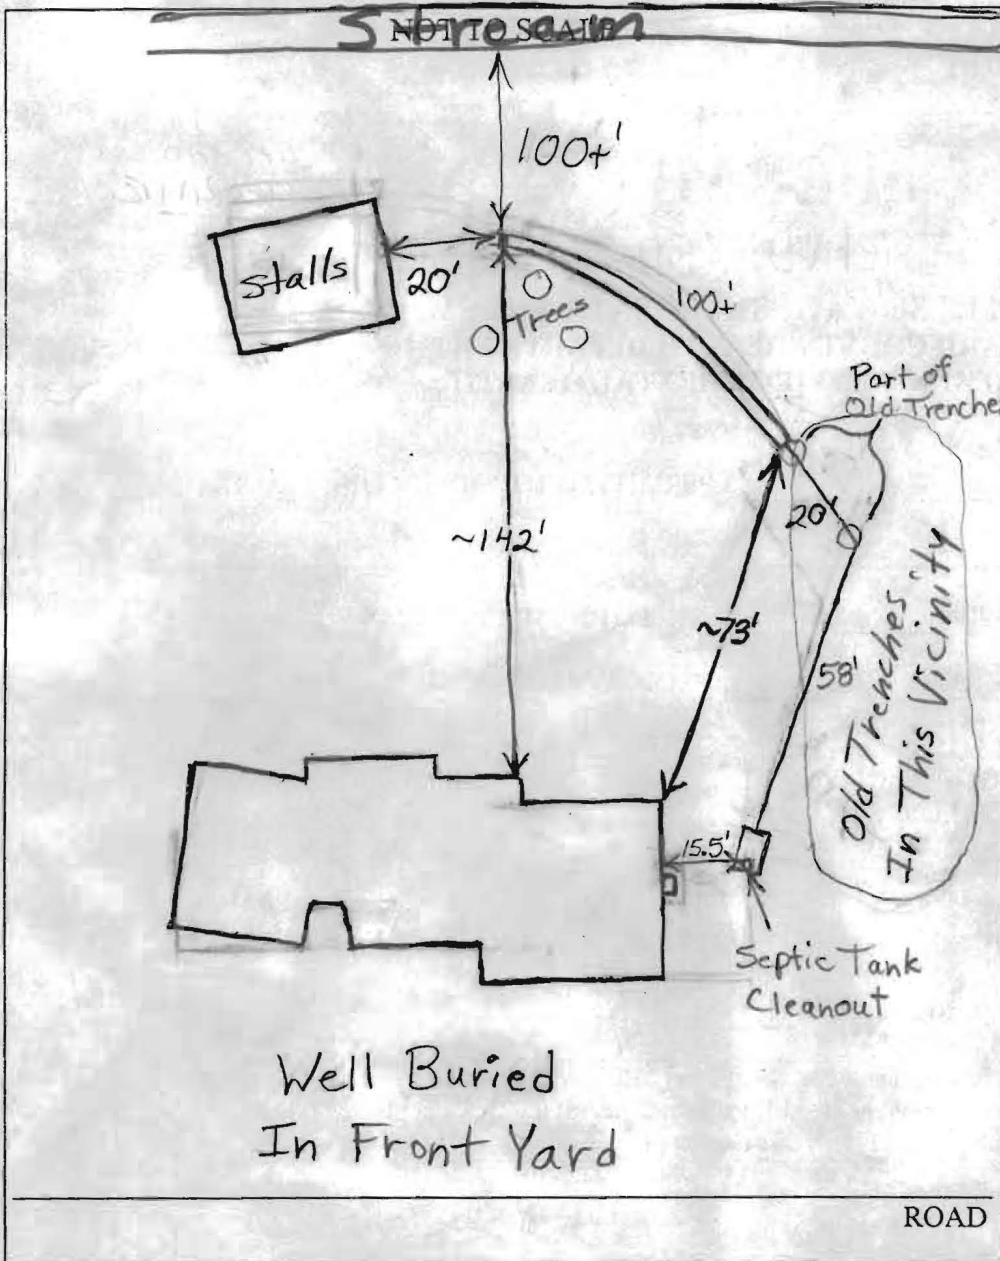 Stream
NOT TO SCALE
100+'
Stalls
20'
Trees
100±'
Part of
Old Trenches
20'
~142'
~73'
58'
Old Trenches
In This Vicinity
15.5'
Septic Tank
Cleanout
Well Buried
In Front Yard
ROAD